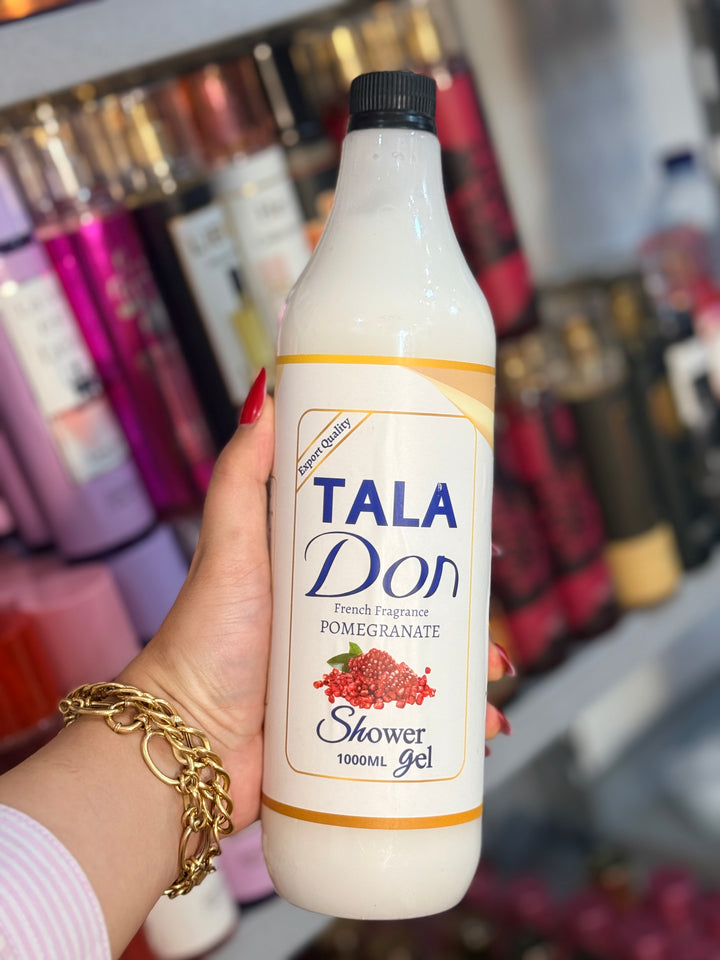 Export Quality
TALA
Don
French Fragrance
POMEGRANATE
Shower
1000ML gel